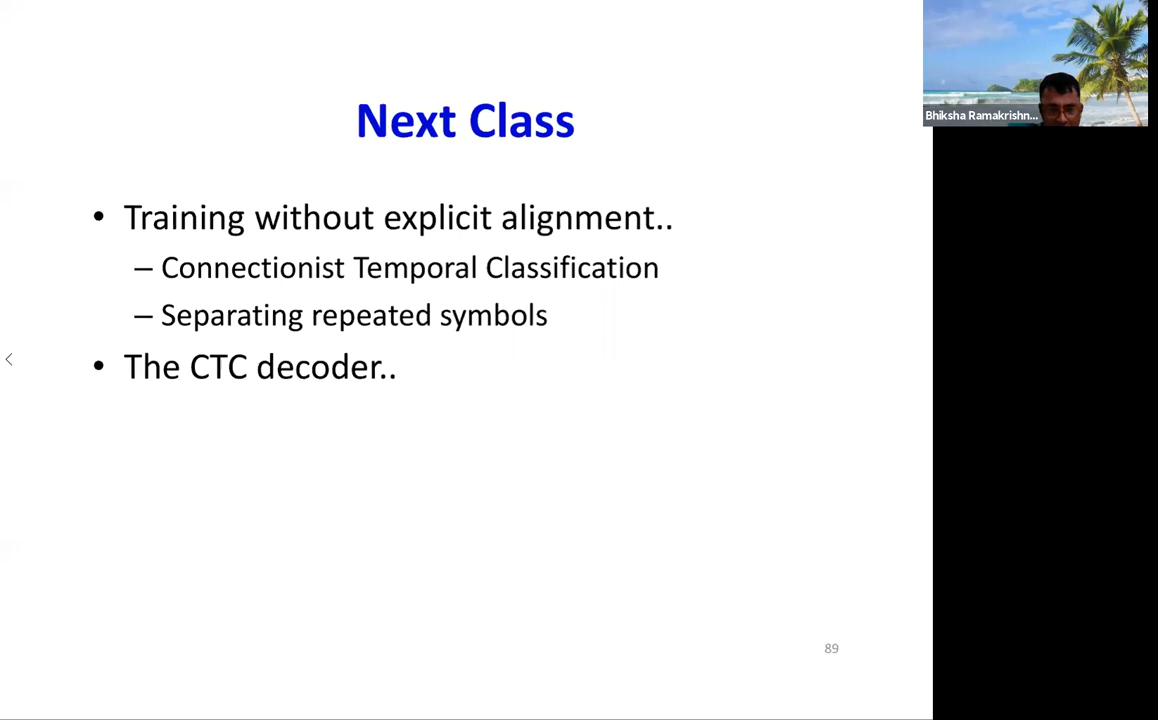 Next Class
Bhiksha Ramakrishn...
• Training without explicit alignment..
– Connectionist Temporal Classification
– Separating repeated symbols
• The CTC decoder..
89